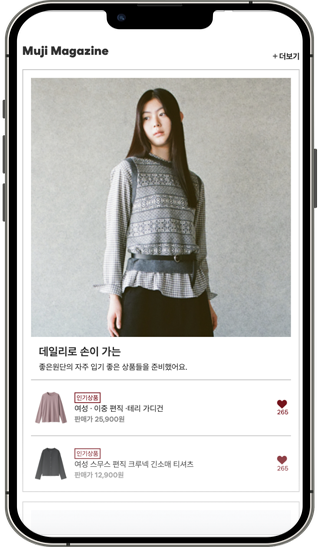 Muji Magazine
+ 더보기
데일리로 손이 가는
좋은원단의 자주 입기 좋은 상품들을 준비했어요.
인기상품
여성 · 이중 편직 ·테리 가디건
판매가 25,900원
265
인기상품
여성 스무스 편직 크루넥 긴소매 티셔츠
판매가 12,900원
265